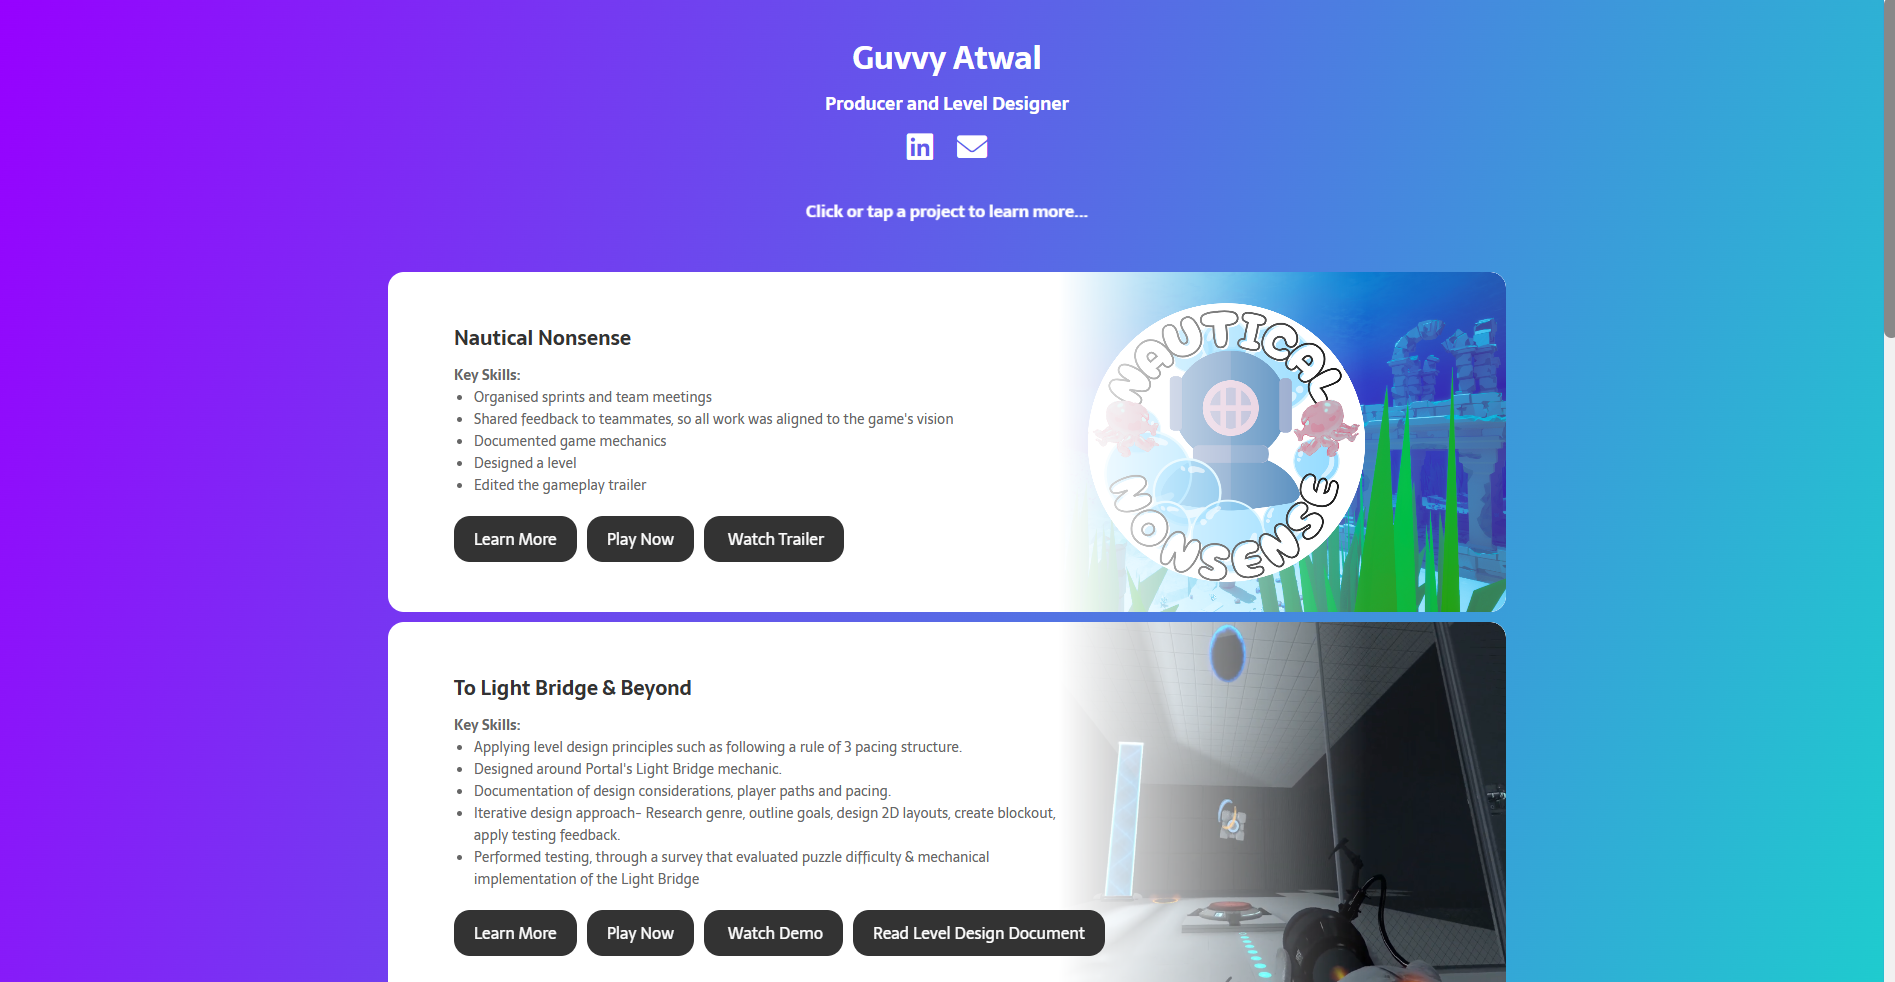 Guvvy Atwal
Producer and Level Designer
in
Click or tap a project to learn more...
Nautical Nonsense
Key Skills:
• Organised sprints and team meetings
• Shared feedback to teammates, so all work was aligned to the game's vision
• Documented game mechanics
• Designed a level
• Edited the gameplay trailer
Learn More
Play Now
Watch Trailer
NAUTICAL
NONSENSE
To Light Bridge & Beyond
Key Skills:
• Applying level design principles such as following a rule of 3 pacing structure.
• Designed around Portal's Light Bridge mechanic.
• Documentation of design considerations, player paths and pacing.
• Iterative design approach- Research genre, outline goals, design 2D layouts, create blockout,
apply testing feedback.
• Performed testing, through a survey that evaluated puzzle difficulty & mechanical
implementation of the Light Bridge
Learn More
Play Now
Watch Demo
Read Level Design Document